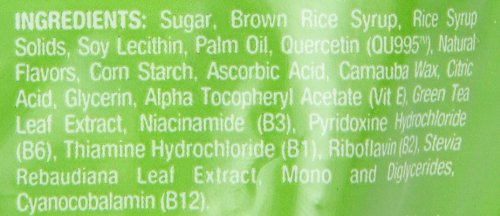 INGREDIENTS: Sugar, Brown Rice Syrup, Rice Syrup
Solids, Soy Lecithin, Palm Oil, Quercetin (QU995™), Natural
Flavors, Corn Starch, Ascorbic Acid, Carnauba Wax, Citric
Acid, Glycerin, Alpha Tocopheryl Acetate (Vit E), Green Tea
Leaf Extract, Niacinamide (B3), Pyridoxine Hydrochloride
(B6), Thiamine Hydrochloride (B1), Riboflavin (B2), Stevia
Rebaudiana Leaf Extract, Mono and Diglycerides,
Cyanocobalamin (B12).